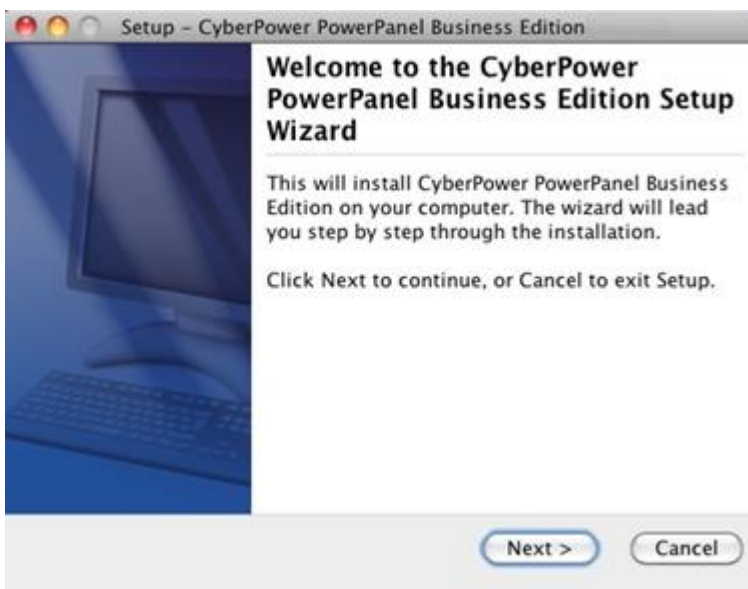 Setup – CyberPower PowerPanel Business Edition
Welcome to the CyberPower
PowerPanel Business Edition Setup
Wizard
This will install CyberPower PowerPanel Business
Edition on your computer. The wizard will lead
you step by step through the installation.
Click Next to continue, or Cancel to exit Setup.
Next >
Cancel